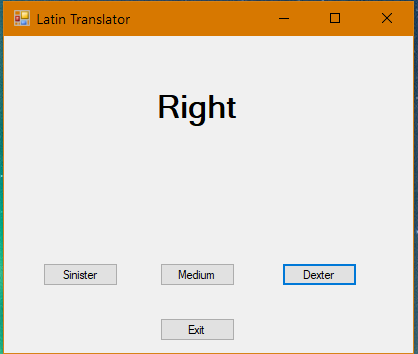 Latin Translator
Right
Sinister Medium Dexter
Exit